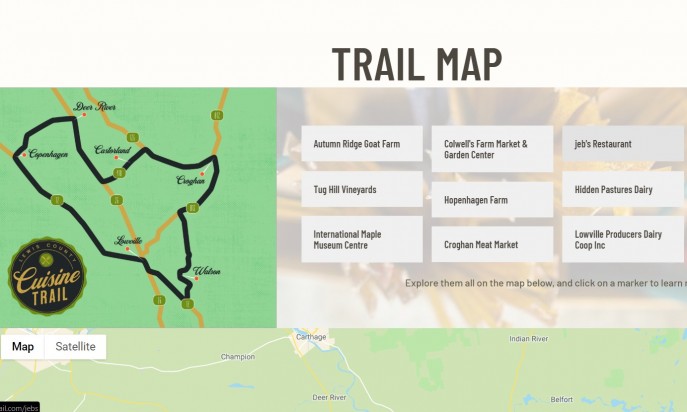 TRAIL MAP
Deer River
Copenhagen
Castorland
Croghan
Lowville
Watson
LEWIS COUNTY
Cuisine
TRAIL
Autumn Ridge Goat Farm
Colwell's Farm Market &
Garden Center
jeb's Restaurant
Tug Hill Vineyards
Hopenhagen Farm
Hidden Pastures Dairy
International Maple
Museum Centre
Croghan Meat Market
Lowville Producers Dairy
Coop Inc
Explore them all on the map below, and click on a marker to learn
Map
Satellite
Carthage
Champion
Indian River
Deer River
Belfort
ail.com/jebs